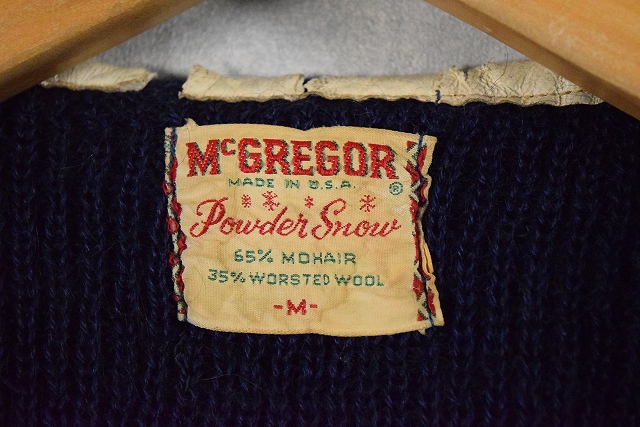 McGREGOR
MADE IN U.S.A. ®
Powder Snow
65% MOHAIR
35% WORSTED WOOL
-M-